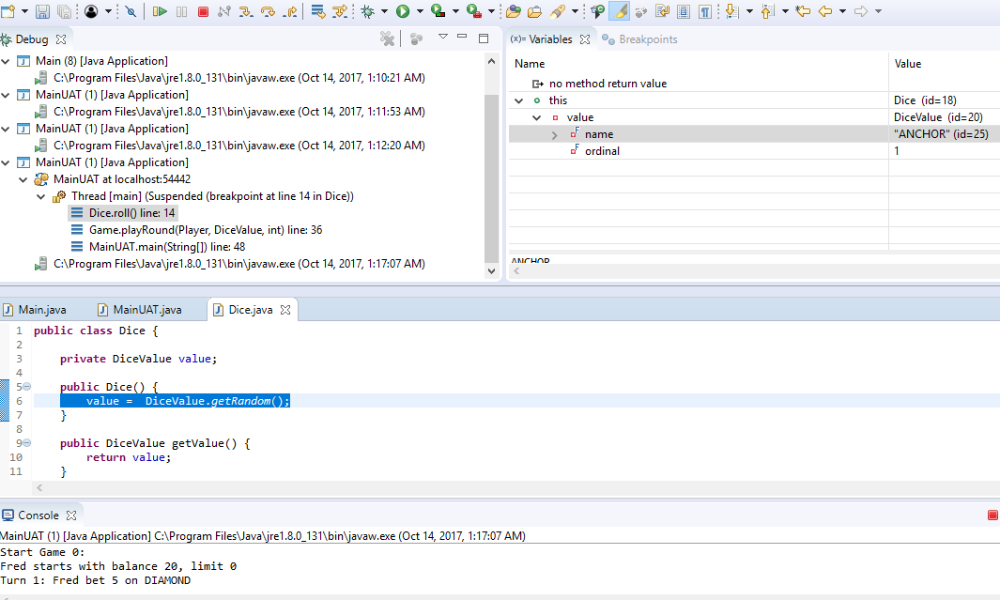 Debug
Main (8) [Java Application]
C:\Program Files\Java\jre1.8.0_131\bin\javaw.exe (Oct 14, 2017, 1:10:21 AM)
MainUAT (1) [Java Application]
C:\Program Files\Java\jre1.8.0_131\bin\javaw.exe (Oct 14, 2017, 1:11:53 AM)
MainUAT (1) [Java Application]
C:\Program Files\Java\jre1.8.0_131\bin\javaw.exe (Oct 14, 2017, 1:12:20 AM)
MainUAT (1) [Java Application]
MainUAT at localhost:54442
Thread [main] (Suspended (breakpoint at line 14 in Dice))
Dice.roll() line: 14
Game.playRound(Player, DiceValue, int) line: 36
MainUAT.main(String[]) line: 48
C:\Program Files\Java\jre1.8.0_131\bin\javaw.exe (Oct 14, 2017, 1:17:07 AM)
(x)= Variables Breakpoints
Name Value
no method return value
this Dice (id=18)
value DiceValue (id=20)
name "ANCHOR" (id=25)
ordinal 1
ANCHOR
Main.java MainUAT.java Dice.java
1 public class Dice {
2
3 private DiceValue value;
4
5 public Dice() {
6 value = DiceValue.getRandom();
7 }
8
9 public DiceValue getValue() {
10 return value;
11 }
Console
MainUAT (1) [Java Application] C:\Program Files\Java\jre1.8.0_131\bin\javaw.exe (Oct 14, 2017, 1:17:07 AM)
Start Game 0:
Fred starts with balance 20, limit 0
Turn 1: Fred bet 5 on DIAMOND